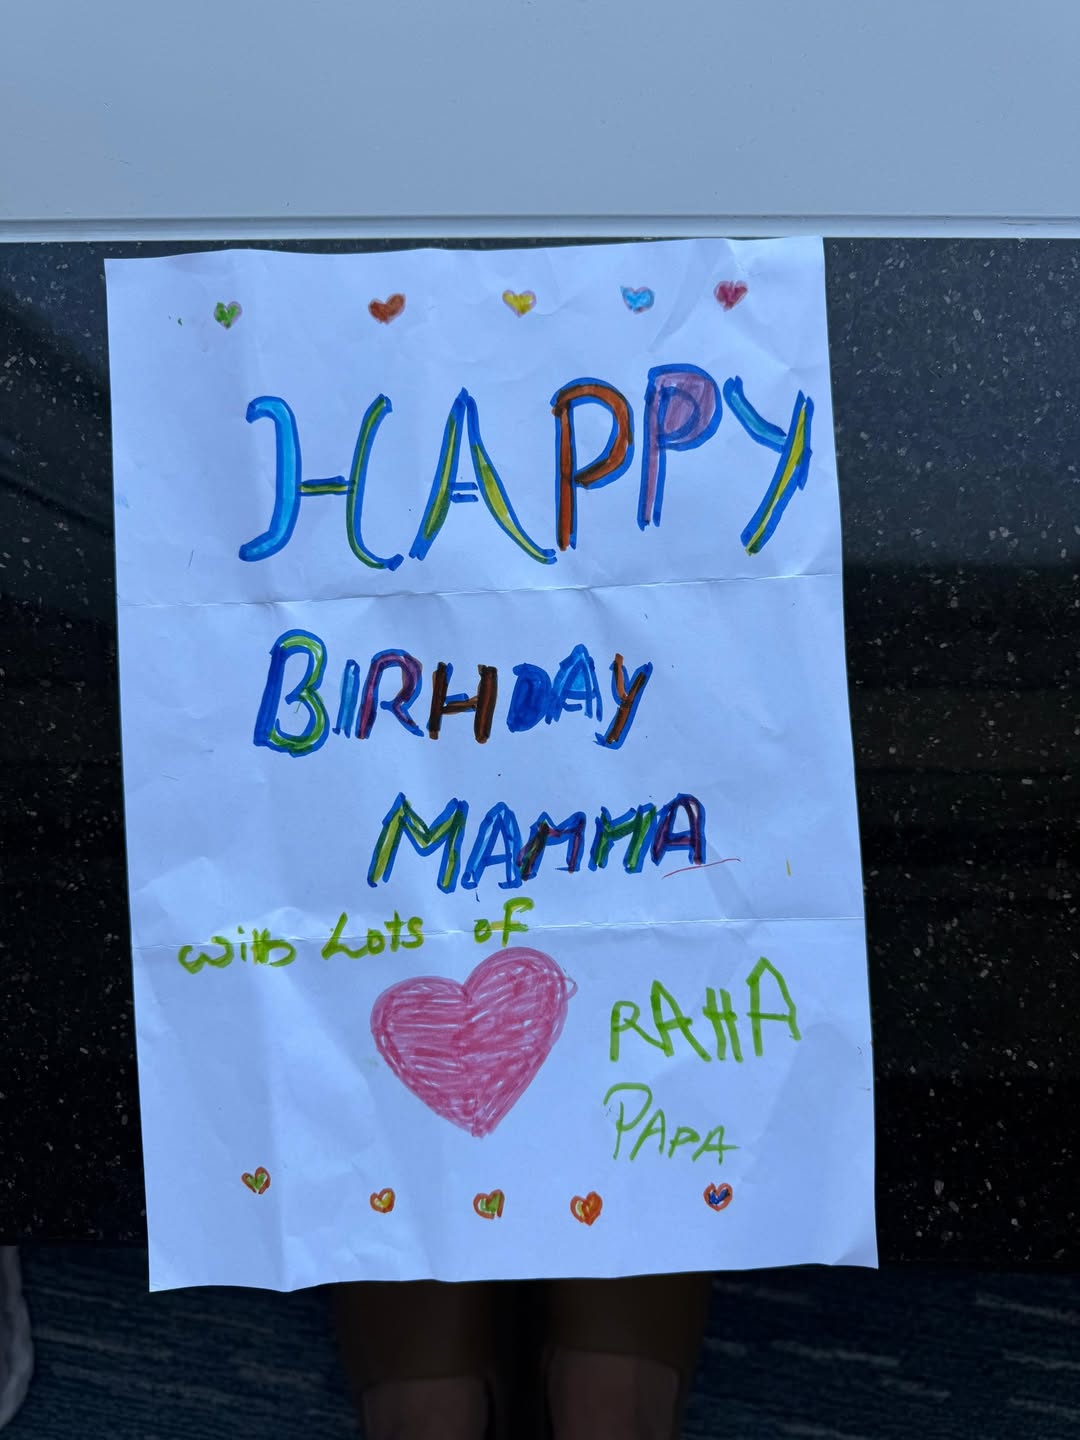 HAPPY
BIRHDAY
MAMMA
with Lots of
RAHA
PAPA